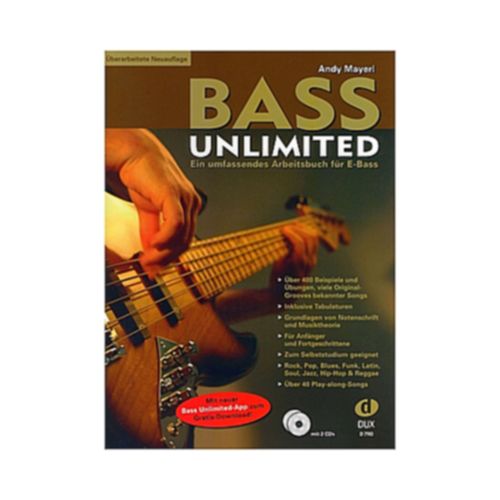 Überarbeitete Neuauflage
Andy Mayerl
BASS
UNLIMITED
Ein umfassendes Arbeitsbuch für E-Bass
Über 400 Beispiele und
Übungen, viele Original-
Grooves bekannter Songs
Inklusive Tabulaturen
Grundlagen von Notenschrift
und Musiktheorie
Für Anfänger
und Fortgeschrittene
Zum Selbststudium geeignet
Rock, Pop, Blues, Funk, Latin,
Soul, Jazz, Hip-Hop & Reggae
Über 40 Play-along-Songs
Mit neuer
Bass Unlimited-App zum
Gratis-Download!
mit 2 CDs
d
DUX
D 790